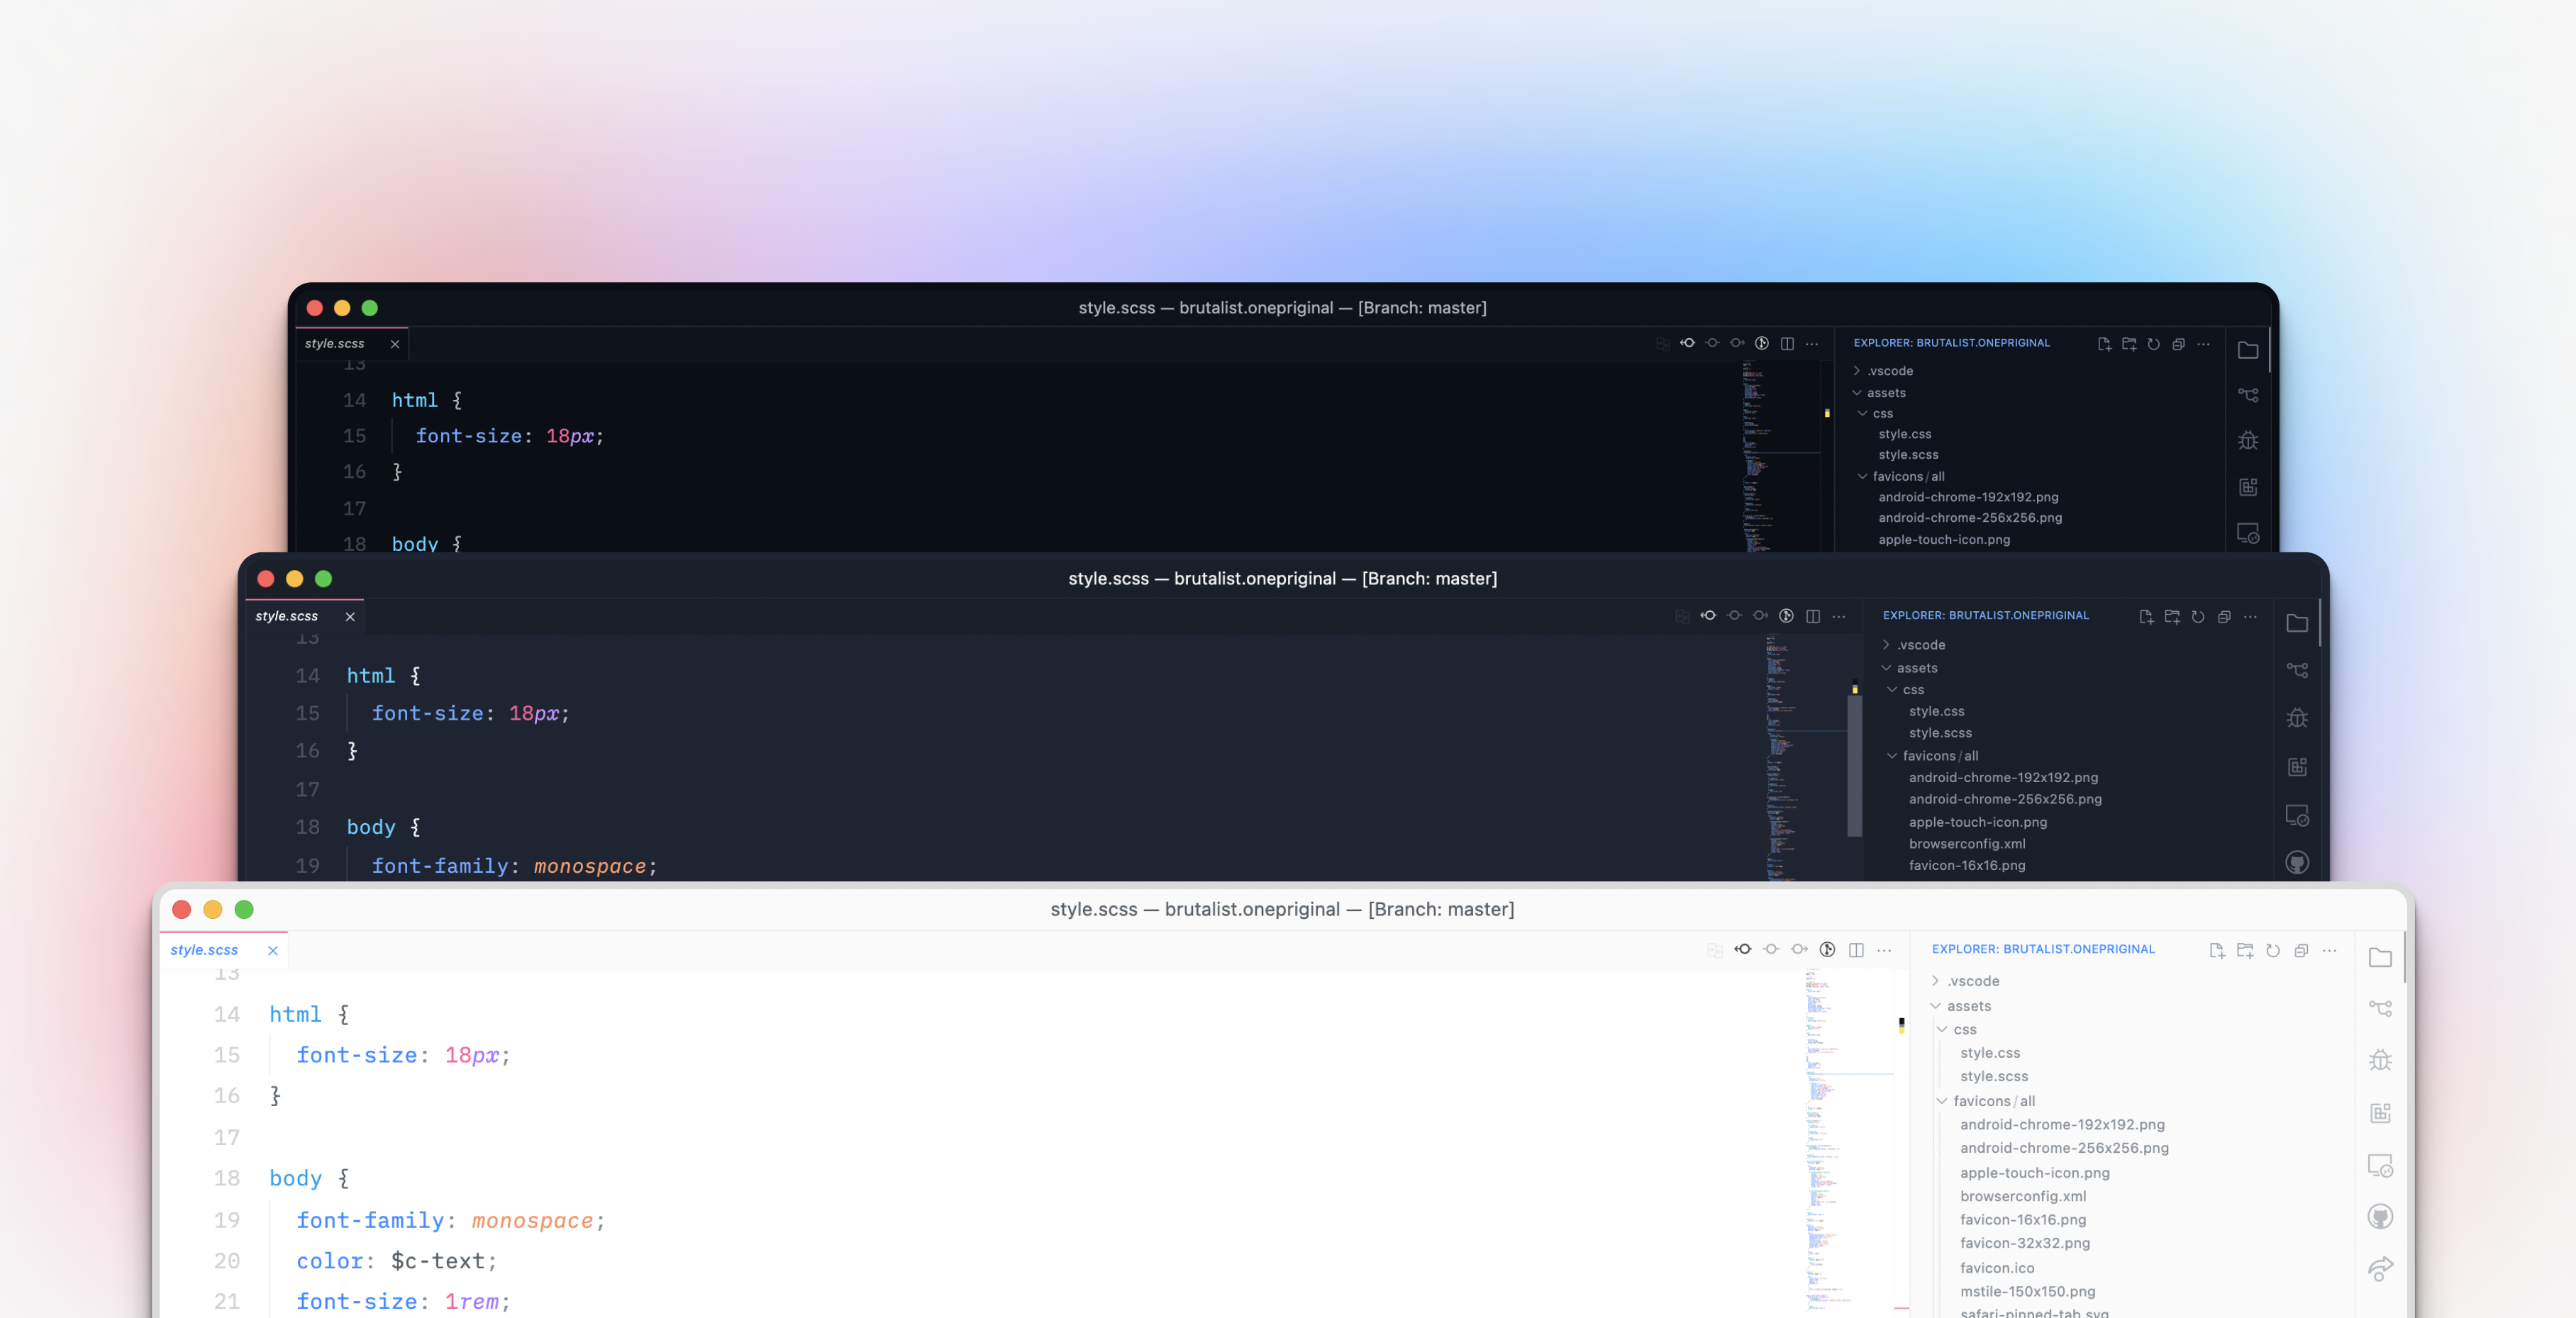 style.scss — brutalist.onepriginal — [Branch: master]
style.scss
EXPLORER: BRUTALIST.ONEPRIGINAL
13
14 html {
15 font-size: 18px;
16 }
17
18 body {
.vscode
assets
css
style.css
style.scss
favicons/all
android-chrome-192x192.png
android-chrome-256x256.png
apple-touch-icon.png
style.scss — brutalist.onepriginal — [Branch: master]
style.scss
EXPLORER: BRUTALIST.ONEPRIGINAL
13
14 html {
15 font-size: 18px;
16 }
17
18 body {
19 font-family: monospace;
.vscode
assets
css
style.css
style.scss
favicons/all
android-chrome-192x192.png
android-chrome-256x256.png
apple-touch-icon.png
browserconfig.xml
favicon-16x16.png
style.scss — brutalist.onepriginal — [Branch: master]
style.scss
EXPLORER: BRUTALIST.ONEPRIGINAL
13
14 html {
15 font-size: 18px;
16 }
17
18 body {
19 font-family: monospace;
20 color: $c-text;
21 font-size: 1rem;
.vscode
assets
css
style.css
style.scss
favicons/all
android-chrome-192x192.png
android-chrome-256x256.png
apple-touch-icon.png
browserconfig.xml
favicon-16x16.png
favicon-32x32.png
favicon.ico
mstile-150x150.png
safari-pinned-tab.svg